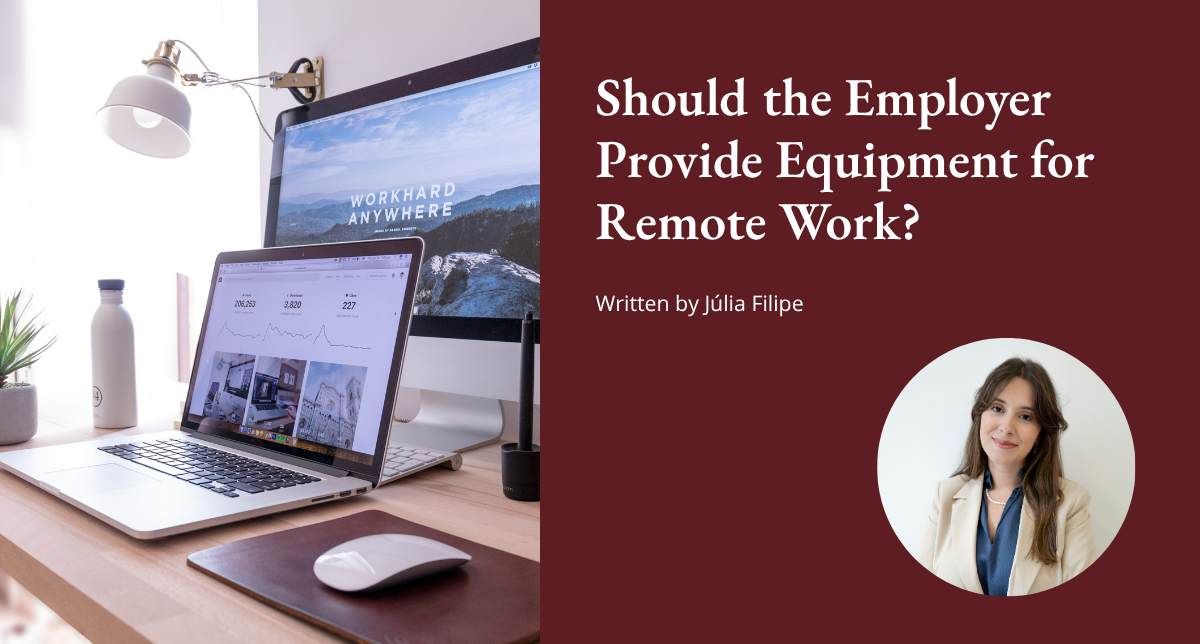 WORKHARD
ANYWHERE
206,253
3,820
227
Should the Employer
Provide Equipment for
Remote Work?
Written by Júlia Filipe